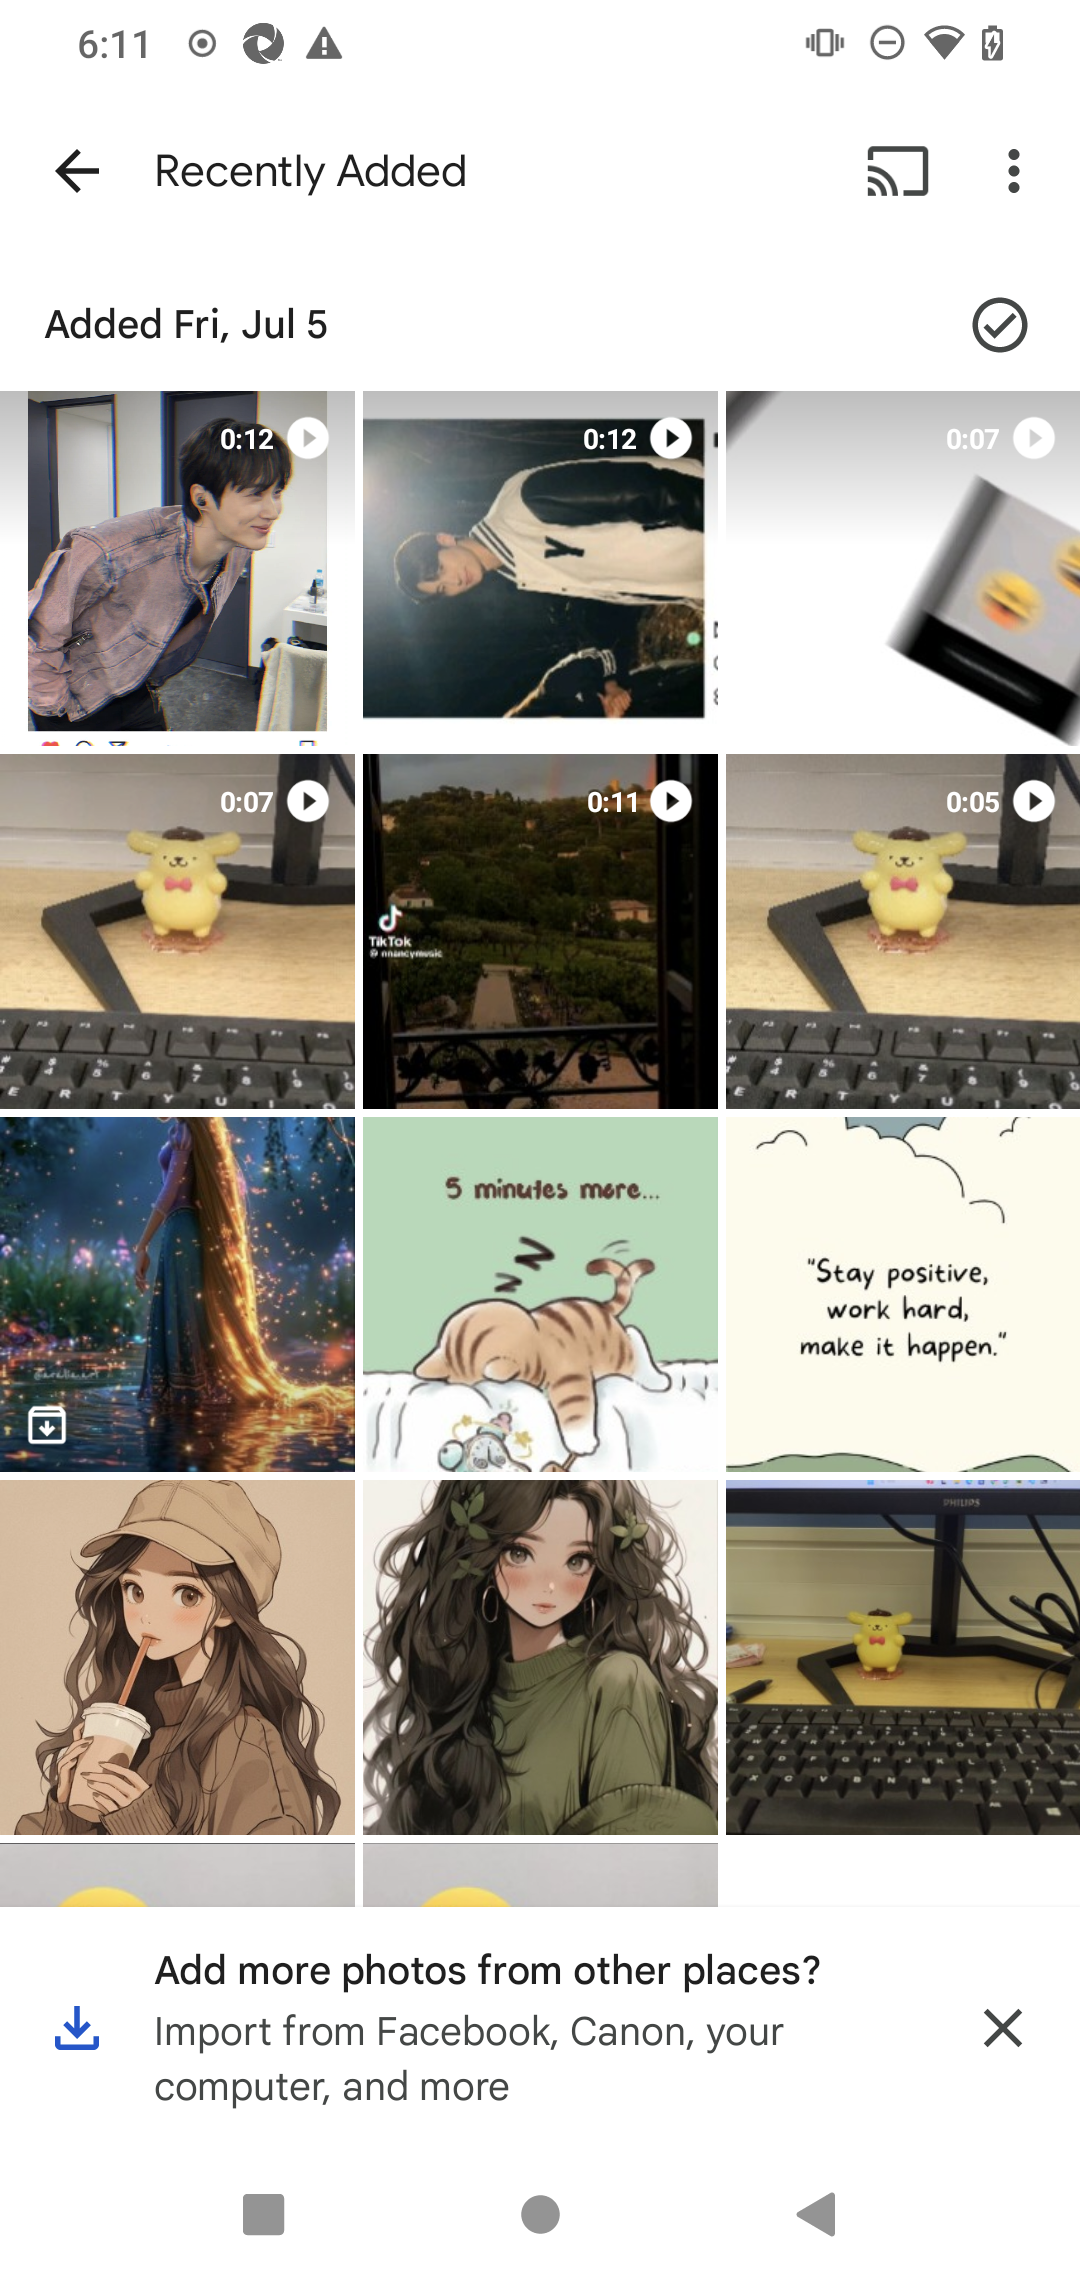 6:11
Recently Added
Added Fri, Jul 5
0:12
0:12
0:07
Y
0:07
0:11
0:05
TikTok
@nnancymusic
5 minutes more...
z
z
"Stay positive,
work hard,
make it happen."
PHILIPS
Add more photos from other places?
Import from Facebook, Canon, your
computer, and more